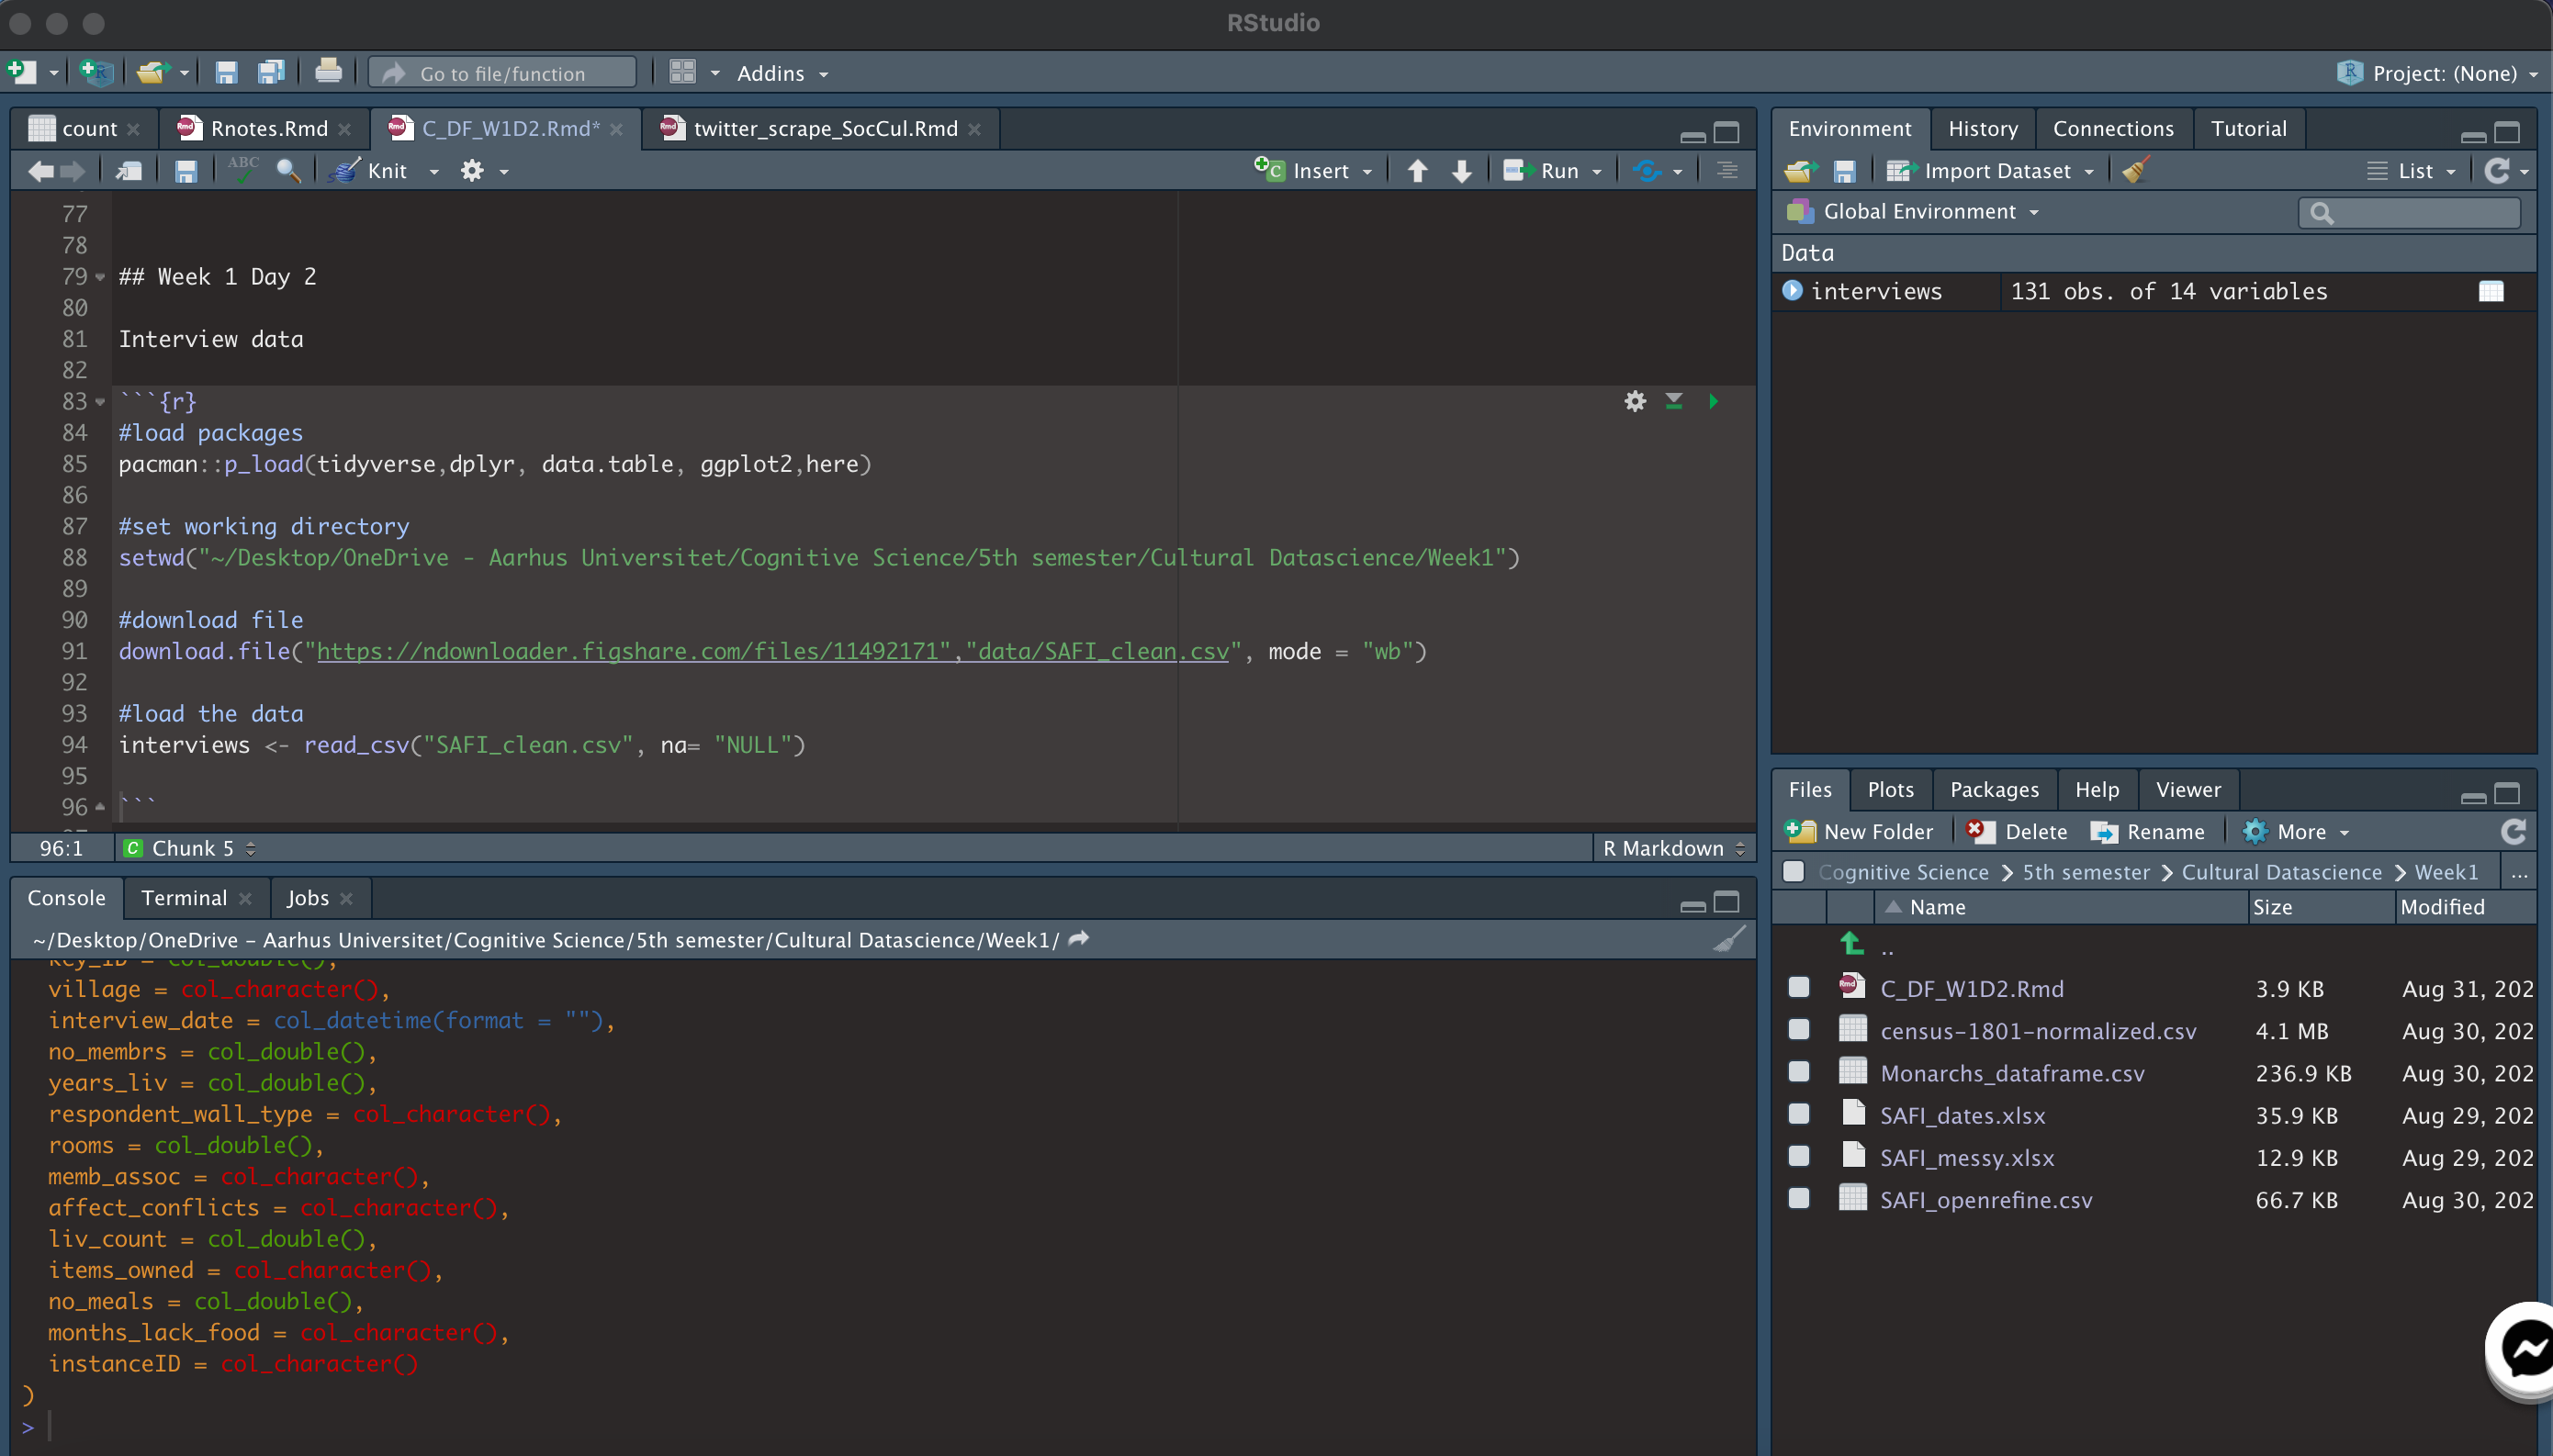 RStudio
Go to file/function
Addins
Project: (None)
count
Rnotes.Rmd
C_DF_W1D2.Rmd*
twitter_scrape_SocCul.Rmd
ABC
Knit
Insert
Run
77
78
79 ## Week 1 Day 2
80
81 Interview data
82
83 ```{r}
84 #load packages
85 pacman::p_load(tidyverse,dplyr, data.table, ggplot2,here)
86
87 #set working directory
88 setwd("~/Desktop/OneDrive - Aarhus Universitet/Cognitive Science/5th semester/Cultural Datascience/Week1")
89
90 #download file
91 download.file("https://ndownloader.figshare.com/files/11492171","data/SAFI_clean.csv", mode = "wb")
92
93 #load the data
94 interviews <- read_csv("SAFI_clean.csv", na= "NULL")
95
96 ```
96:1
Chunk 5
R Markdown
Console
Terminal
Jobs
~/Desktop/OneDrive - Aarhus Universitet/Cognitive Science/5th semester/Cultural Datascience/Week1/
key_ID = col_double(),
village = col_character(),
interview_date = col_datetime(format = ""),
no_membrs = col_double(),
years_liv = col_double(),
respondent_wall_type = col_character(),
rooms = col_double(),
memb_assoc = col_character(),
affect_conflicts = col_character(),
liv_count = col_double(),
items_owned = col_character(),
no_meals = col_double(),
months_lack_food = col_character(),
instanceID = col_character()
)
>
Environment
History
Connections
Tutorial
Import Dataset
List
Global Environment
Data
interviews 131 obs. of 14 variables
Files
Plots
Packages
Help
Viewer
New Folder
Delete
Rename
More
Cognitive Science
5th semester
Cultural Datascience
Week1
...
Name Size Modified
..
C_DF_W1D2.Rmd 3.9 KB Aug 31, 202
census-1801-normalized.csv 4.1 MB Aug 30, 202
Monarchs_dataframe.csv 236.9 KB Aug 30, 202
SAFI_dates.xlsx 35.9 KB Aug 29, 202
SAFI_messy.xlsx 12.9 KB Aug 29, 202
SAFI_openrefine.csv 66.7 KB Aug 30, 202